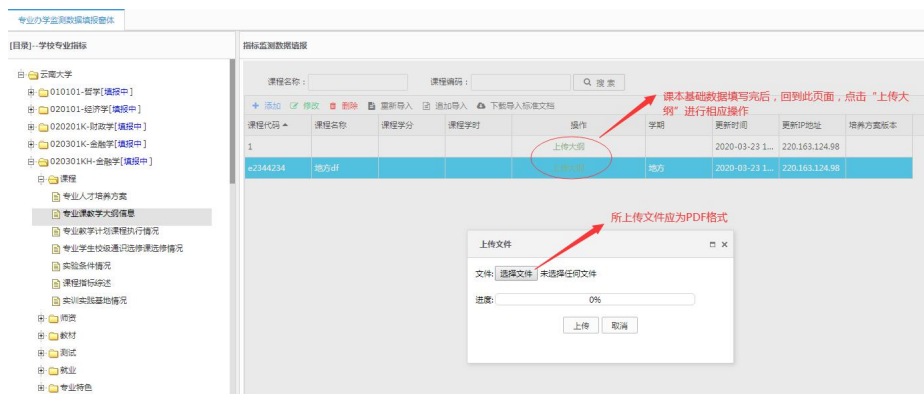 专业办学监测数据填报窗体
[目录]--学校专业指标
云南大学
010101-哲学[填报中]
020101-经济学[填报中]
020201K-财政学[填报中]
020301K-金融学[填报中]
020301KH-金融学[填报中]
课程
专业人才培养方案
专业课教学大纲信息
专业教学计划课程执行情况
专业学生校级通识选修课选修情况
实验条件情况
课程指标综述
实训实践基地情况
师资
教材
测试
就业
专业特色
指标监测数据填报
课程名称： 课程编码： 搜索
添加 修改 删除 重新导入 追加导入 下载导入标准文档
课程代码 课程名称 课程学分 课程学时 操作 学期 更新时间 更新IP地址 培养方案版本
1 上传大纲 2020-03-23 1... 220.163.124.98
e2344234 地方df 上传大纲 地方 2020-03-23 1... 220.163.124.98
课本基础数据填写完后，回到此页面，点击“上传大
纲”进行相应操作
所上传文件应为PDF格式
上传文件
文件: 选择文件 未选择任何文件
进度: 0%
上传 取消